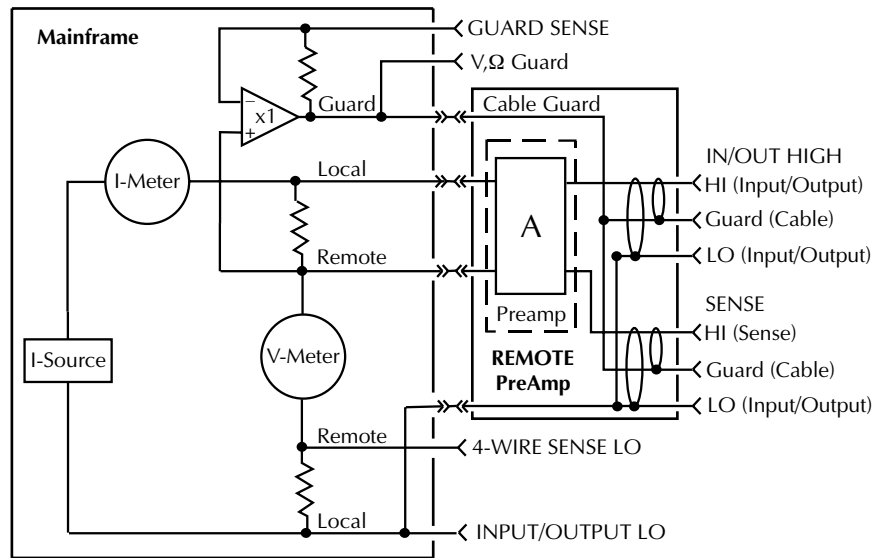 Mainframe
GUARD SENSE
V,Ω Guard
−
x1
+
Guard
Cable Guard
I-Meter
Local
IN/OUT HIGH
HI (Input/Output)
A
Guard (Cable)
Remote
LO (Input/Output)
Preamp
SENSE
HI (Sense)
I-Source
V-Meter
REMOTE
PreAmp
Guard (Cable)
LO (Input/Output)
Remote
4-WIRE SENSE LO
Local
INPUT/OUTPUT LO